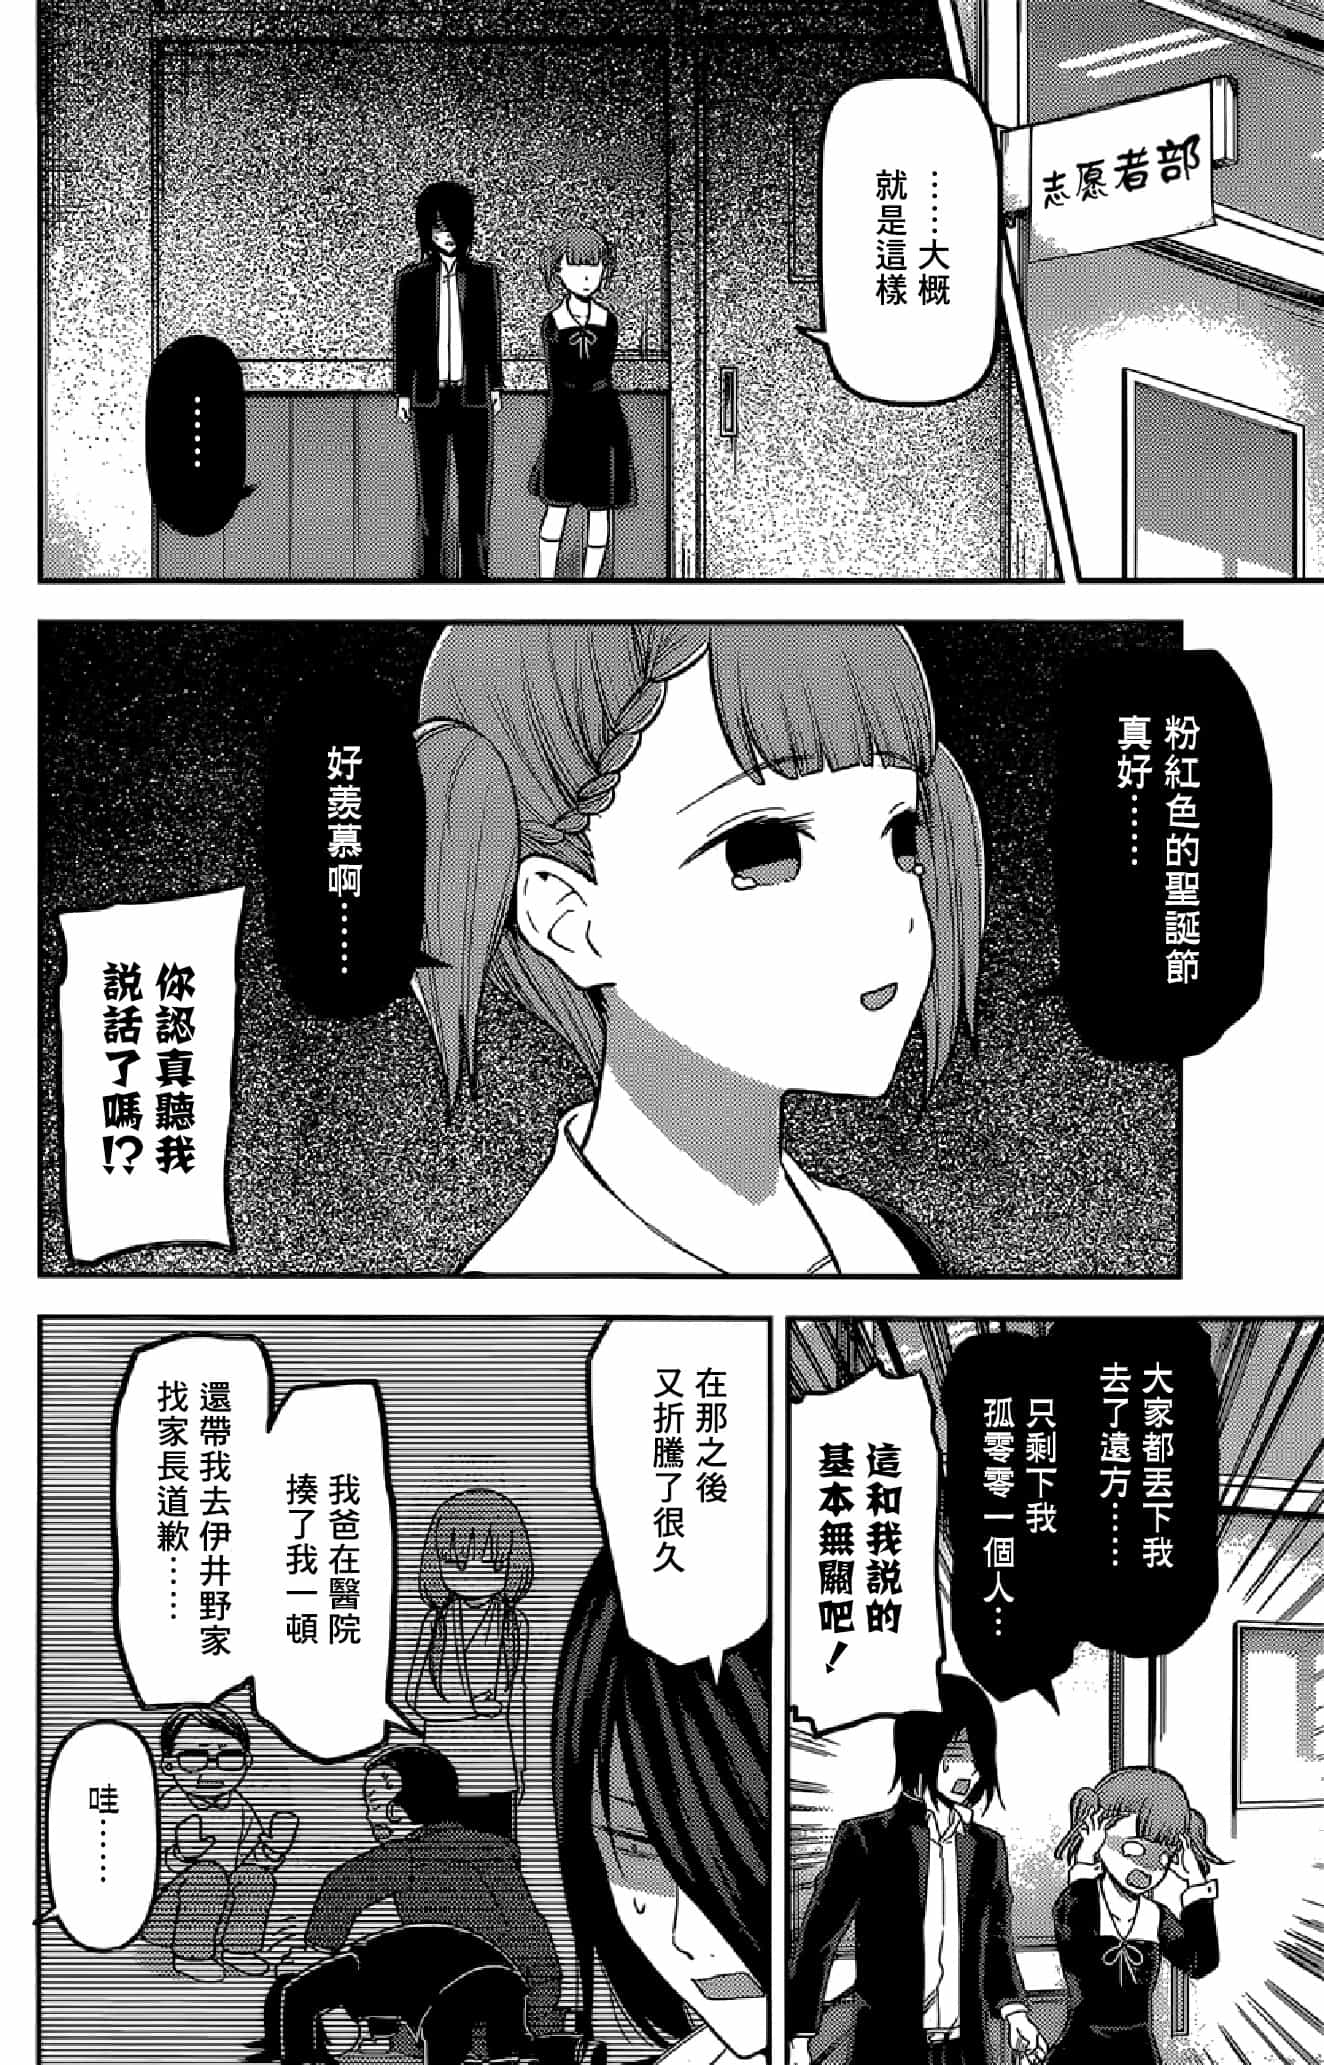 志愿者部
……大概
就是這樣
……
粉紅色的聖誕節
真好……
好羨慕啊……
你認真聽我
說話了嗎!?
大家都丟下我
去了遠方……
只剩下我
孤零零一個人…
這和我說的
基本無關吧！
在那之後
又折騰了很久
我爸在醫院
揍了我一頓
還帶我去伊井野家
找家長道歉……
哇……